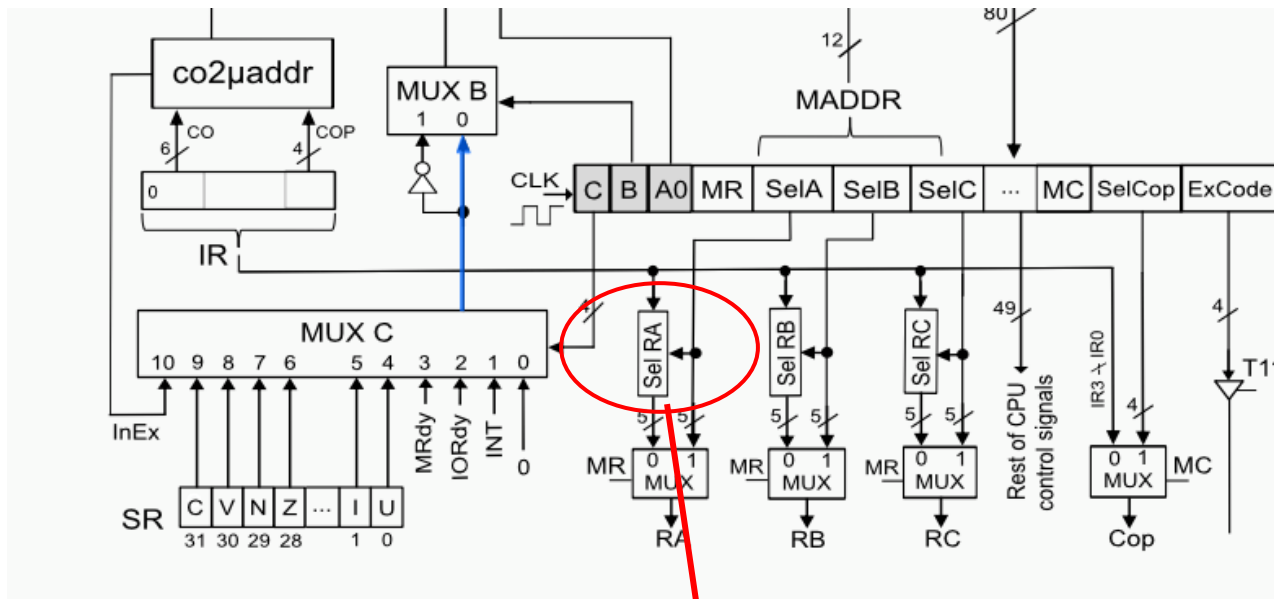 80
12
co2µaddr
MUX B
1 0
MADDR
CO
COP
6
4
0
CLK
C B A0 MR SelA SelB SelC ... MC SelCop ExCode
IR
4
49
4
MUX C
10 9 8 7 6 5 4 3 2 1 0
Sel RA
Sel RB
Sel RC
IR3 IR0
T11
InEx
MRdy
IORdy
INT
0
5 5 5 5 5 5 4
Rest of CPU
control signals
MR 0 1 MUX
MR 0 1 MUX
MR 0 1 MUX
0 1 MUX MC
SR
C V N Z ... I U
31 30 29 28 1 0
RA
RB
RC
Cop